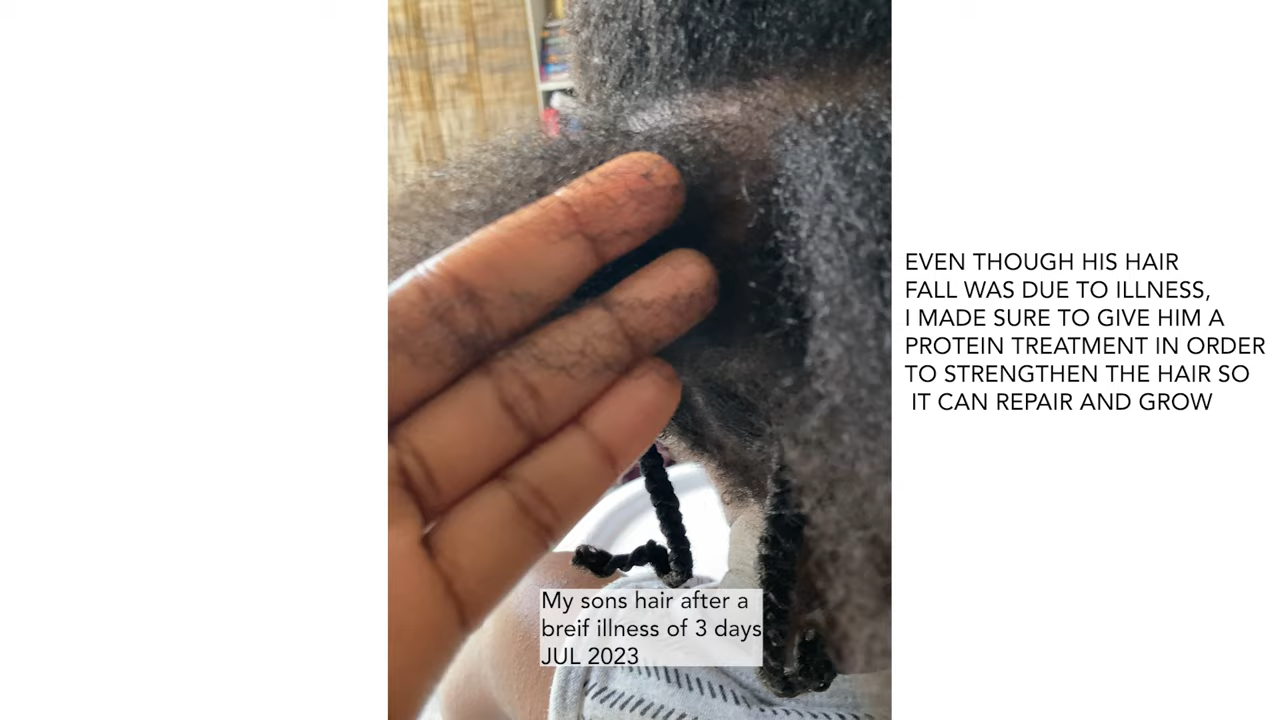 EVEN THOUGH HIS HAIR
FALL WAS DUE TO ILLNESS,
I MADE SURE TO GIVE HIM A
PROTEIN TREATMENT IN ORDER
TO STRENGTHEN THE HAIR SO
IT CAN REPAIR AND GROW
My sons hair after a
breif illness of 3 days
JUL 2023